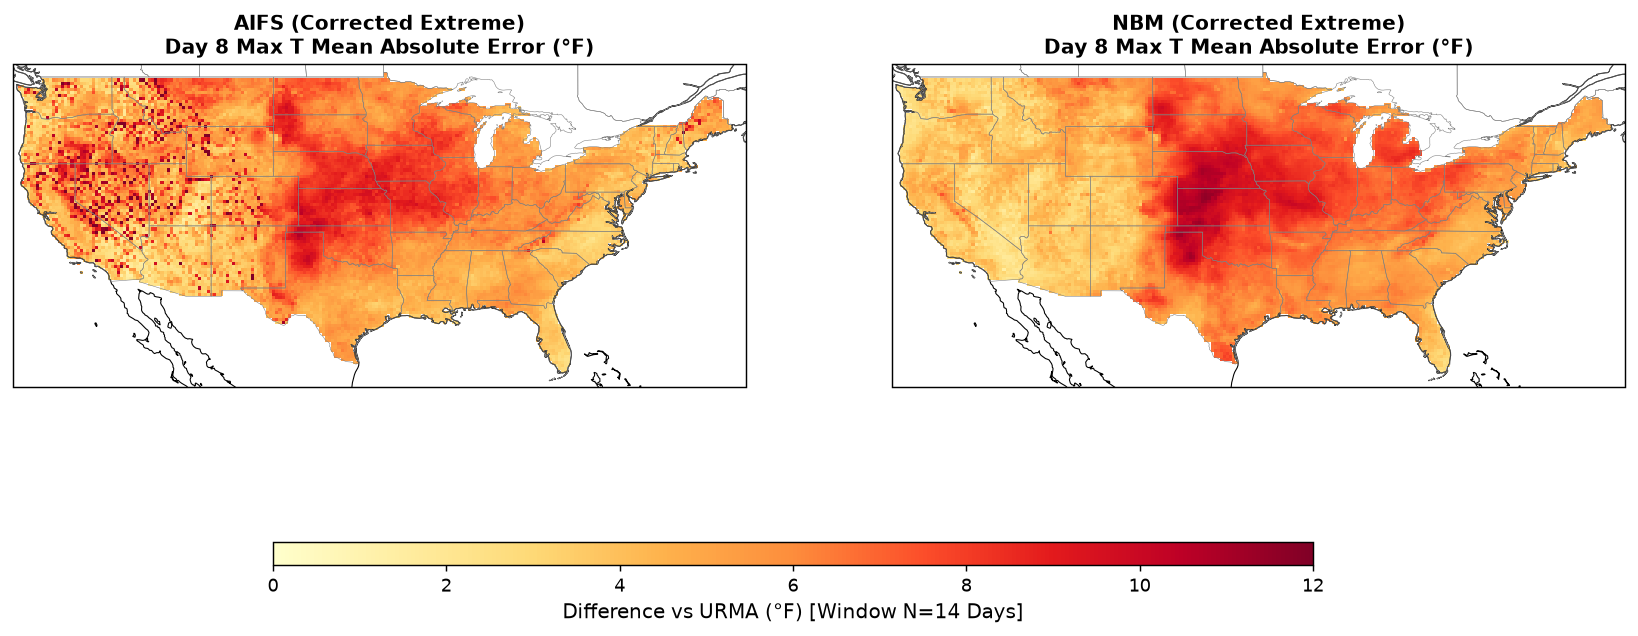 AIFS (Corrected Extreme)
Day 8 Max T Mean Absolute Error (°F)
NBM (Corrected Extreme)
Day 8 Max T Mean Absolute Error (°F)
0 2 4 6 8 10 12
Difference vs URMA (°F) [Window N=14 Days]